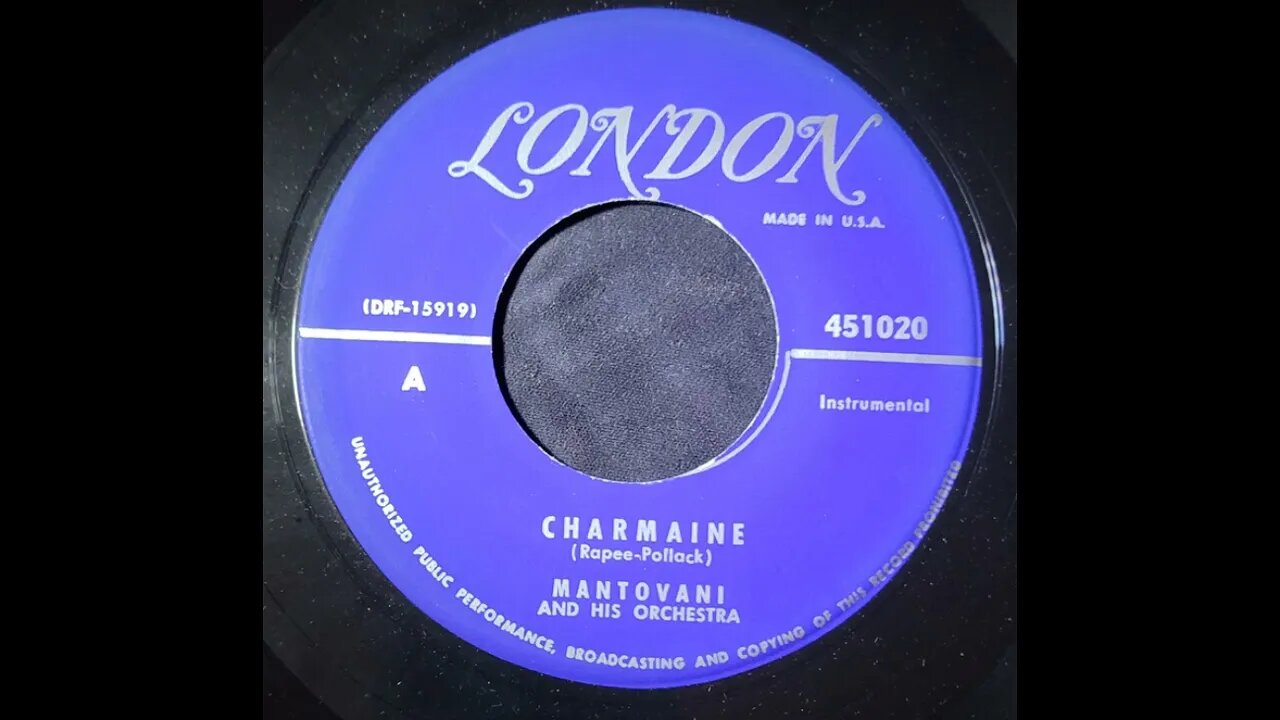 LONDON
MADE IN U.S.A.
(DRF-15919)
451020
A
Instrumental
CHARMAINE
(Rapee-Pollack)
MANTOVANI
AND HIS ORCHESTRA
UNAUTHORIZED PUBLIC PERFORMANCE, BROADCASTING AND COPYING OF THIS RECORD PROHIBITED